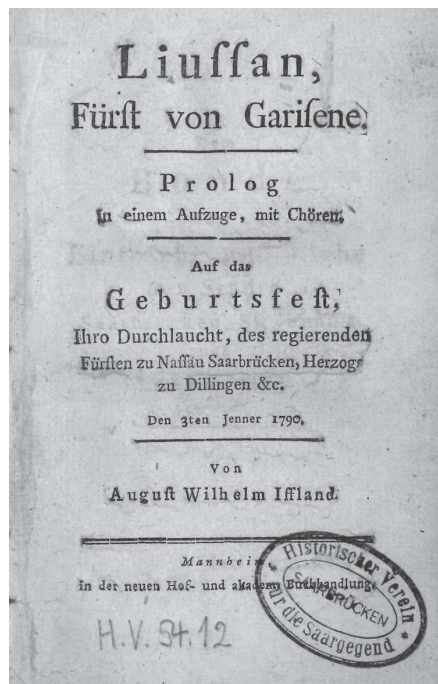 Liuſſan,
Fürſt von Gariſene.
Prolog
In einem Aufzuge, mit Chören.
Auf das
Geburtsfeſt,
Ihro Durchlaucht, des regierenden
Fürſten zu Naſſau Saarbrücken, Herzogs
zu Dillingen &c.
Den 3ten Jenner 1790.
Von
Auguſt Wilhelm Iffland.
Mannheim
in der neuen Hof- und akadem. Buchhandlung.
* Historischer Verein *
für die Saargegend
SAARBRÜCKEN
H.V. St. 12